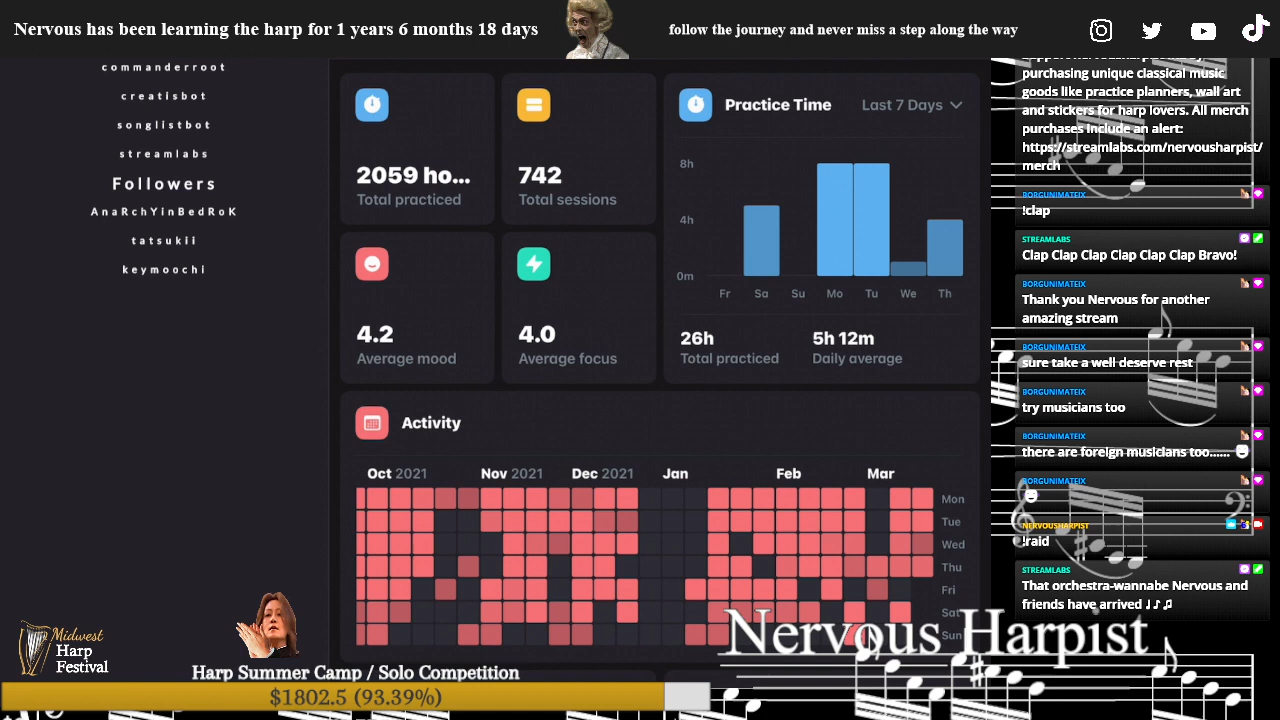 Nervous has been learning the harp for 1 years 6 months 18 days
follow the journey and never miss a step along the way
commanderroot
creatisbot
songlistbot
streamlabs
Followers
AnaRchYinBedRoK
tatsukii
keymoochi
2059 ho...
Total practiced
742
Total sessions
4.2
Average mood
4.0
Average focus
Practice Time
Last 7 Days
8h
4h
0m
Fr Sa Su Mo Tu We Th
26h
Total practiced
5h 12m
Daily average
Activity
Oct 2021 Nov 2021 Dec 2021 Jan Feb Mar
Mon
Tue
Wed
Thu
Fri
Sat
Sun
purchasing unique classical music
goods like practice planners, wall art
and stickers for harp lovers. All merch
purchases include an alert:
https://streamlabs.com/nervousharpist/
merch
BORGUNIMATEIX
!clap
STREAMLABS
Clap Clap Clap Clap Clap Clap Bravo!
BORGUNIMATEIX
Thank you Nervous for another
amazing stream
BORGUNIMATEIX
sure take a well deserve rest
BORGUNIMATEIX
try musicians too
BORGUNIMATEIX
there are foreign musicians too......
BORGUNIMATEIX
NERVOUSHARPIST
!raid
STREAMLABS
That orchestra-wannabe Nervous and
friends have arrived ♩♪♫
Nervous Harpist
Midwest
Harp
Festival
Harp Summer Camp / Solo Competition
$1802.5 (93.39%)